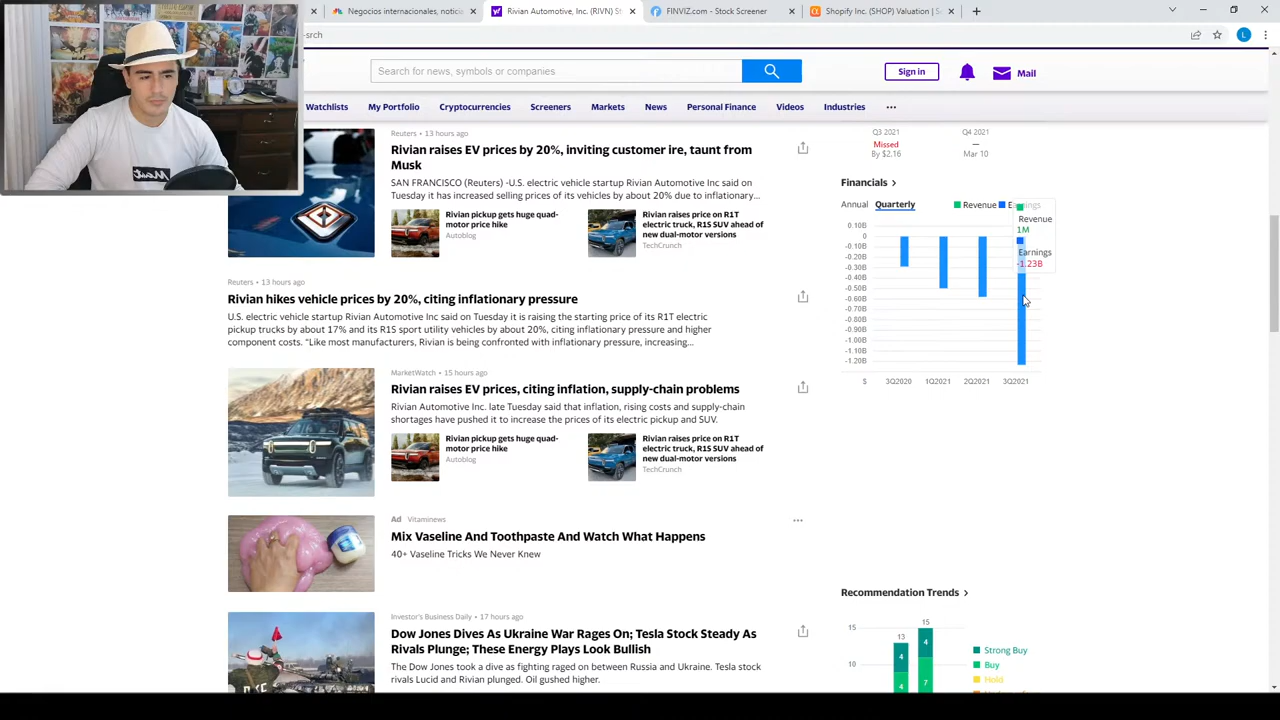 Negocios internacionales, notici
Rivian Automotive, Inc. (RIVN) St
FINVIZ.com - Stock Screener
Shopify Inc. (SHOP) Valuation | S
-srch
L
Search for news, symbols or companies
Sign in
Mail
Watchlists
My Portfolio
Cryptocurrencies
Screeners
Markets
News
Personal Finance
Videos
Industries
Reuters • 13 hours ago
Rivian raises EV prices by 20%, inviting customer ire, taunt from
Musk
SAN FRANCISCO (Reuters) -U.S. electric vehicle startup Rivian Automotive Inc said on
Tuesday it has increased selling prices of its vehicles by about 20% due to inflationary...
Rivian pickup gets huge quad-
motor price hike
Autoblog
Rivian raises price on R1T
electric truck, R1S SUV ahead of
new dual-motor versions
TechCrunch
Reuters • 13 hours ago
Rivian hikes vehicle prices by 20%, citing inflationary pressure
U.S. electric vehicle startup Rivian Automotive Inc said on Tuesday it is raising the starting price of its R1T electric
pickup trucks by about 17% and its R1S sport utility vehicles by about 20%, citing inflationary pressure and higher
component costs. "Like most manufacturers, Rivian is being confronted with inflationary pressure, increasing...
MarketWatch • 15 hours ago
Rivian raises EV prices, citing inflation, supply-chain problems
Rivian Automotive Inc. late Tuesday said that inflation, rising costs and supply-chain
shortages have pushed it to increase the prices of its electric pickup and SUV.
Rivian pickup gets huge quad-
motor price hike
Autoblog
Rivian raises price on R1T
electric truck, R1S SUV ahead of
new dual-motor versions
TechCrunch
Ad Vitaminews
Mix Vaseline And Toothpaste And Watch What Happens
40+ Vaseline Tricks We Never Knew
Investor's Business Daily • 17 hours ago
Dow Jones Dives As Ukraine War Rages On; Tesla Stock Steady As
Rivals Plunge; These Energy Plays Look Bullish
The Dow Jones took a dive as fighting raged on between Russia and Ukraine. Tesla stock
rivals Lucid and Rivian plunged. Oil gushed higher.
Q3 2021
Q4 2021
Missed
—
By $2.16
Mar 10
Financials
Annual
Quarterly
Revenue
Earnings
Revenue
1M
Earnings
-1.23B
0.10B
0
-0.10B
-0.20B
-0.30B
-0.40B
-0.50B
-0.60B
-0.70B
-0.80B
-0.90B
-1.00B
-1.10B
-1.20B
$
3Q2020
1Q2021
2Q2021
3Q2021
Recommendation Trends
15
10
13
15
4
4
4
7
Strong Buy
Buy
Hold